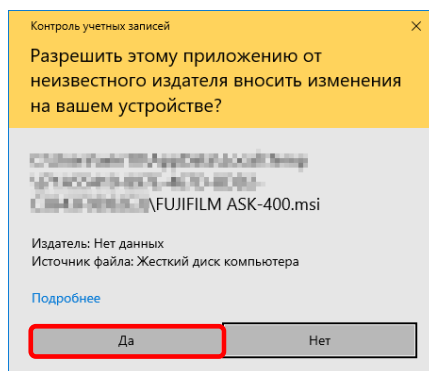 Контроль учетных записей
Разрешить этому приложению от
неизвестного издателя вносить изменения
на вашем устройстве?
\FUJIFILM ASK-400.msi
Издатель: Нет данных
Источник файла: Жесткий диск компьютера
Подробнее
Да
Нет